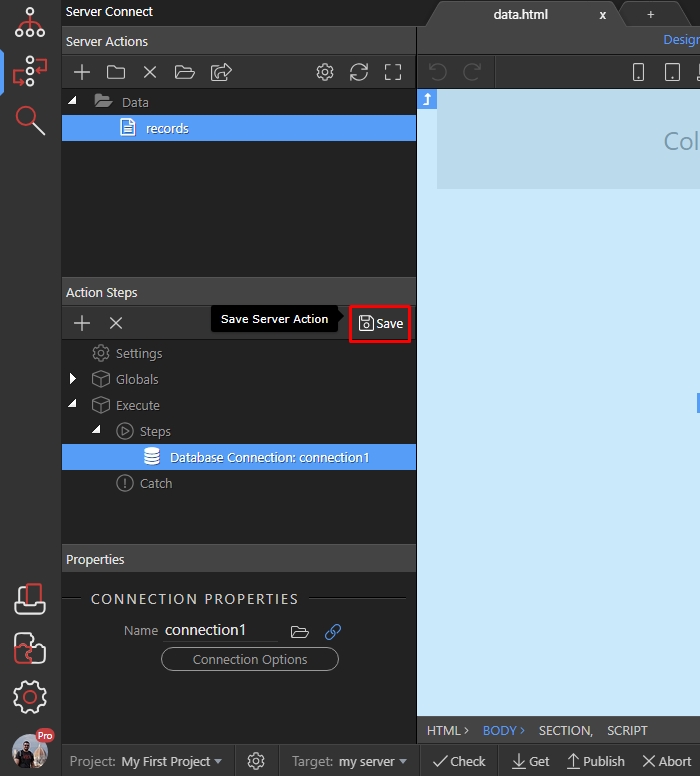 Server Connect
data.html x +
Server Actions
Design
Data
records
Col
Action Steps
Save Server Action
Save
Settings
Globals
Execute
Steps
Database Connection: connection1
Catch
Properties
CONNECTION PROPERTIES
Name connection1
Connection Options
HTML > BODY > SECTION, SCRIPT
Pro
Project: My First Project Target: my server Check Get Publish Abort